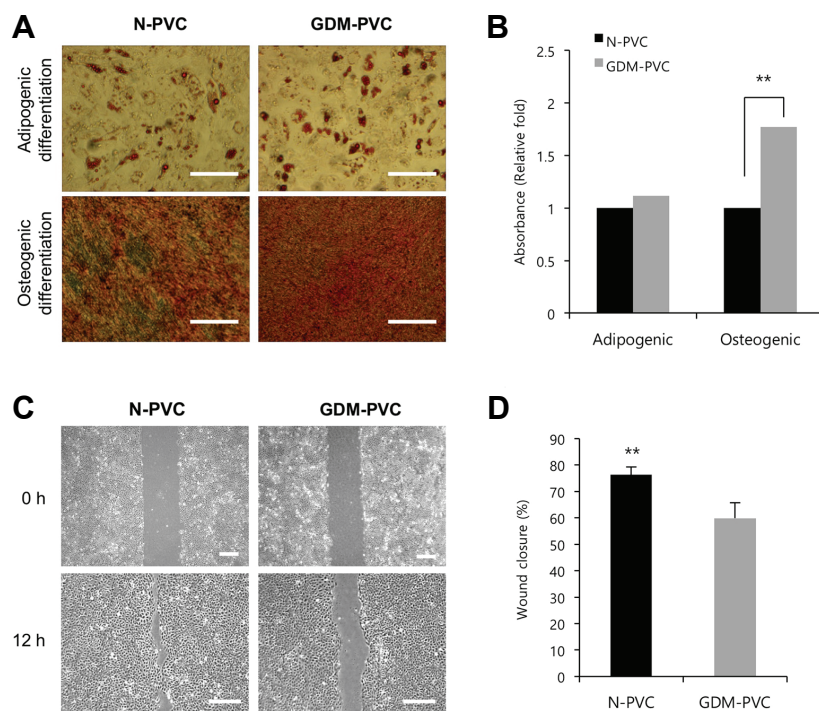 A
N-PVC
GDM-PVC
Adipogenic
differentiation
Osteogenic
differentiation
B
N-PVC
GDM-PVC
**
2.5
2
1.5
1
0.5
0
Absorbance (Relative fold)
Adipogenic
Osteogenic
C
N-PVC
GDM-PVC
0 h
12 h
D
**
90
80
70
60
50
40
30
20
10
0
Wound closure (%)
N-PVC
GDM-PVC